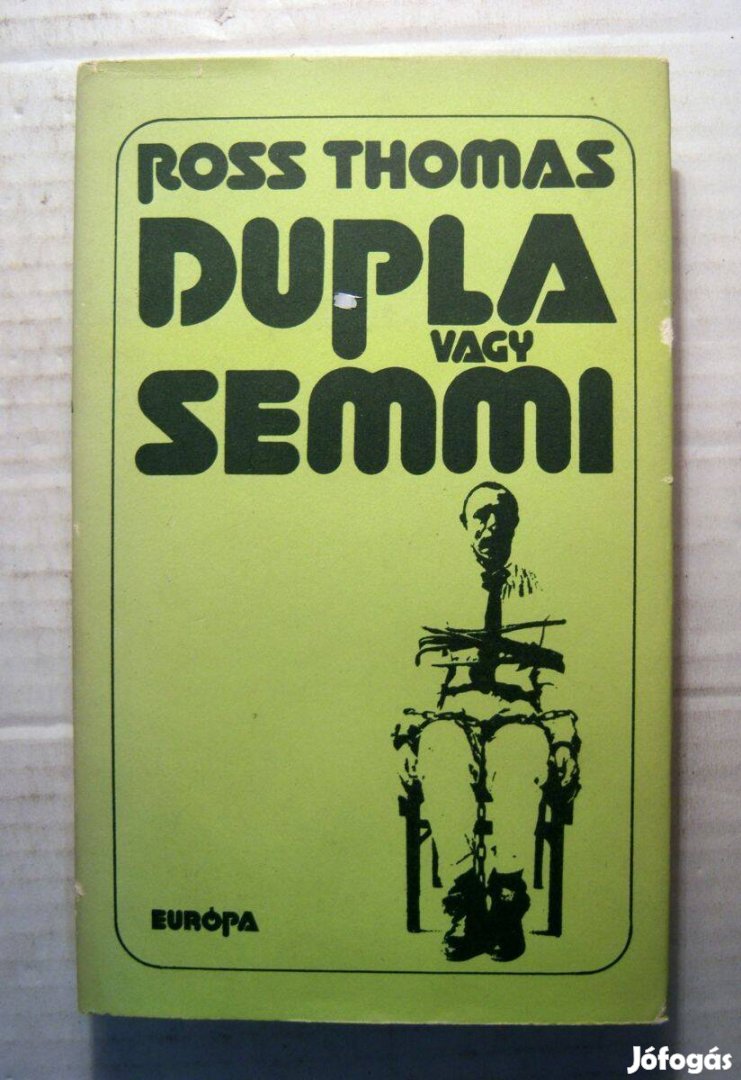 ROSS THOMAS
DUPLA
VAGY
SEMMI
EURÓPA
Jófogás